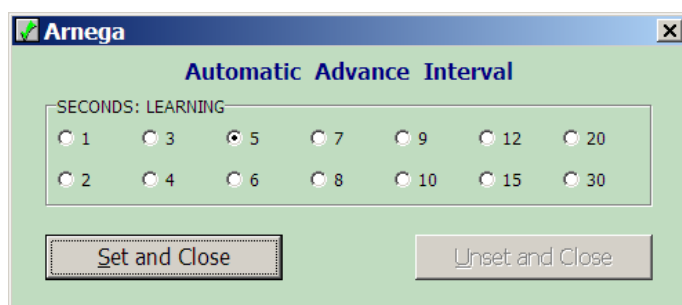 Arnega
Automatic Advance Interval
SECONDS: LEARNING
1 3 5 7 9 12 20
2 4 6 8 10 15 30
Set and Close Unset and Close